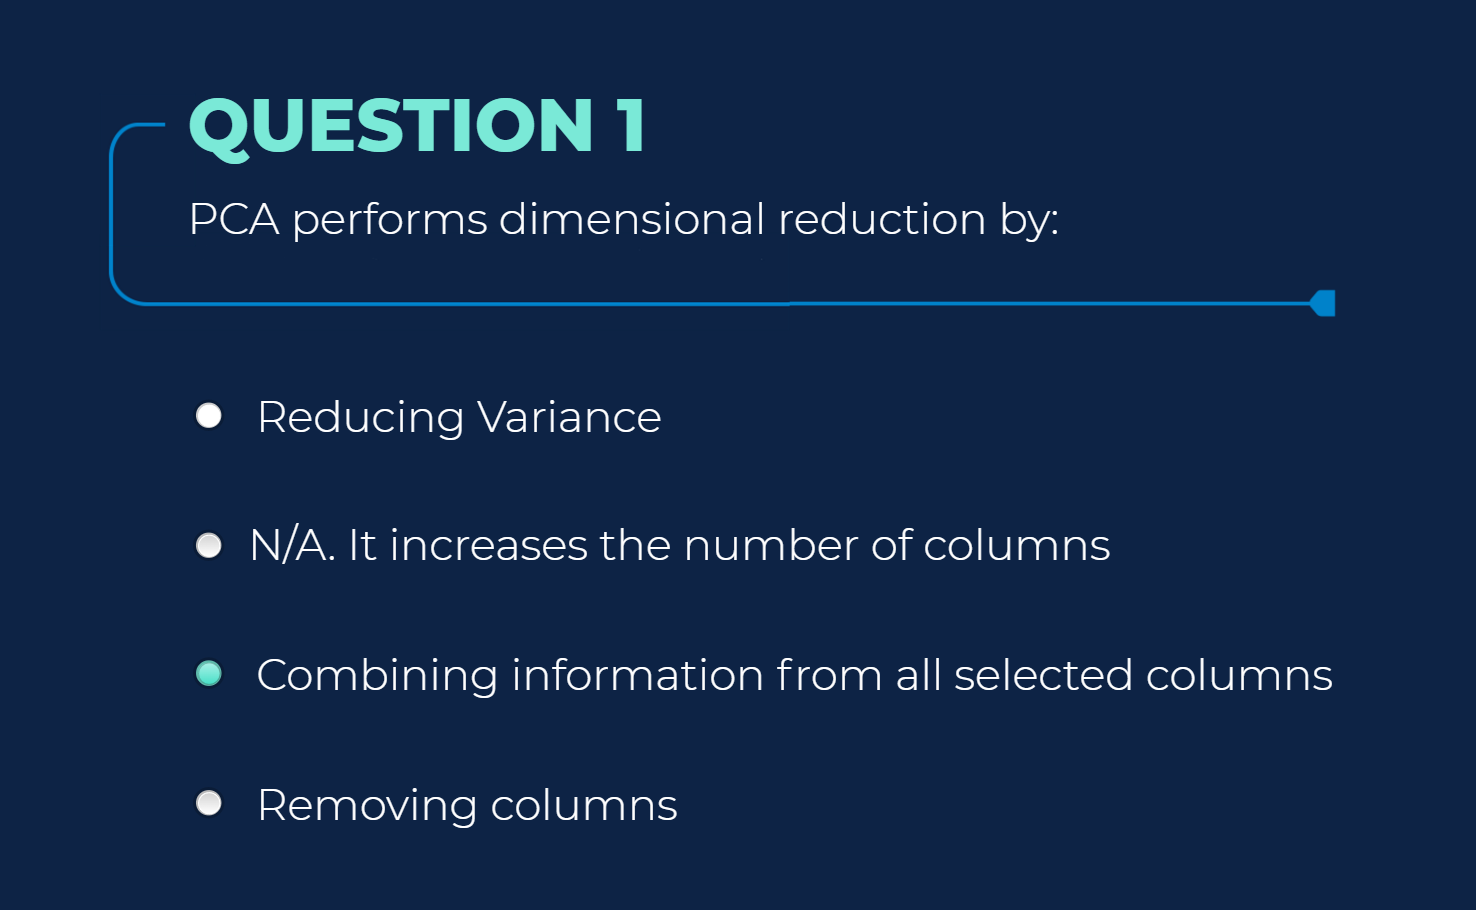 QUESTION 1
PCA performs dimensional reduction by:
Reducing Variance
N/A. It increases the number of columns
Combining information from all selected columns
Removing columns